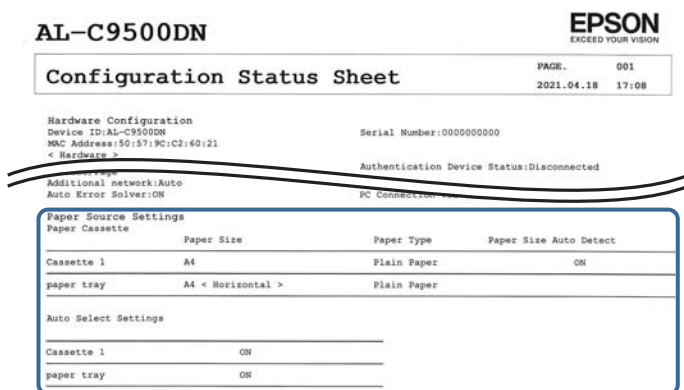 AL-C9500DN
EPSON
EXCEED YOUR VISION
Configuration Status Sheet
PAGE. 001
2021.04.18 17:08
Hardware Configuration
Device ID:AL-C9500DN Serial Number:0000000000
MAC Address:50:57:9C:C2:60:21
< Hardware >
Authentication Device Status:Disconnected
Additional network:Auto
Auto Error Solver:ON PC Connection
Paper Source Settings
Paper Cassette
Paper Size Paper Type Paper Size Auto Detect
Cassette 1 A4 Plain Paper ON
paper tray A4 < Horizontal > Plain Paper
Auto Select Settings
Cassette 1 ON
paper tray ON